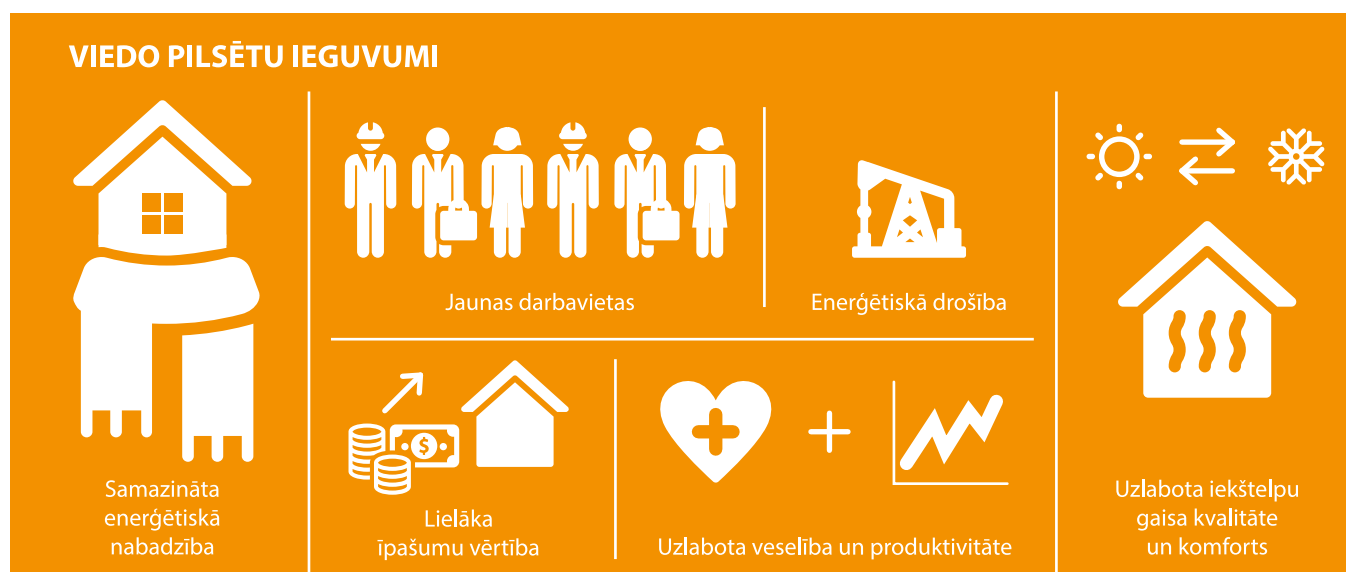 VIEDO PILSĒTU IEGUVUMI
Samazināta
enerģētiskā
nabadzība
Jaunas darbavietas
Enerģētiskā drošība
$
Lielāka
īpašumu vērtība
Uzlabota veselība un produktivitāte
Uzlabota iekštelpu
gaisa kvalitāte
un komforts